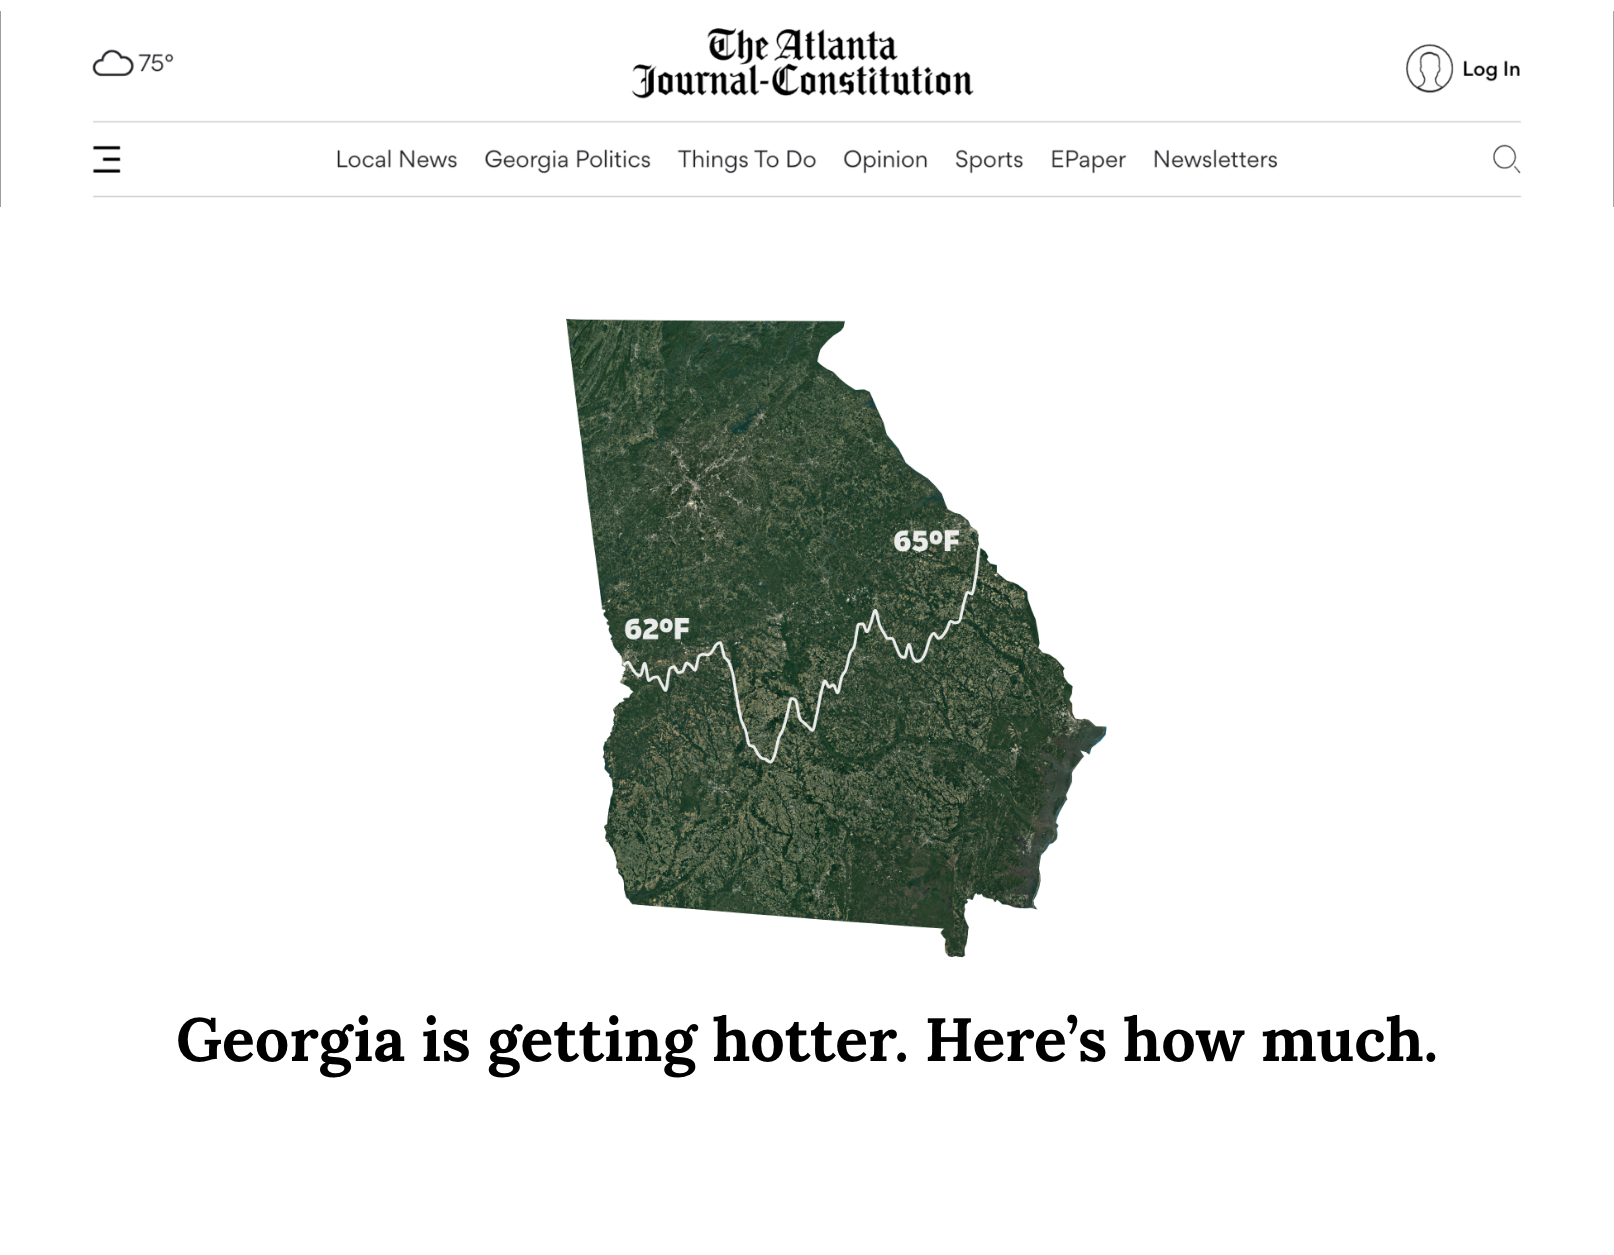 75°
The Atlanta
Journal-Constitution
Log In
Local News Georgia Politics Things To Do Opinion Sports EPaper Newsletters
65ºF
62ºF
Georgia is getting hotter. Here’s how much.